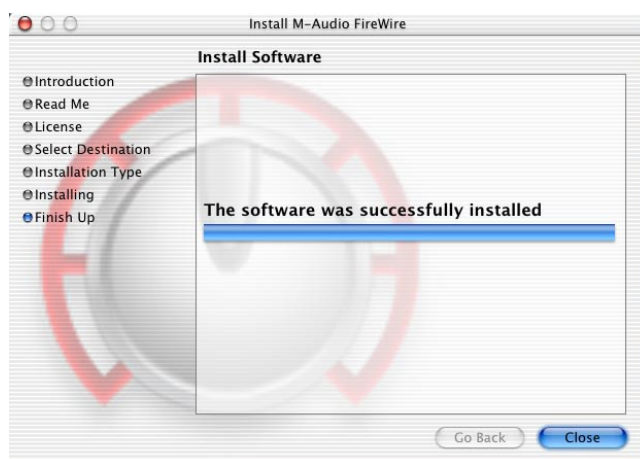 Install M-Audio FireWire
Install Software
Introduction
Read Me
License
Select Destination
Installation Type
Installing
Finish Up
The software was successfully installed
Go Back
Close